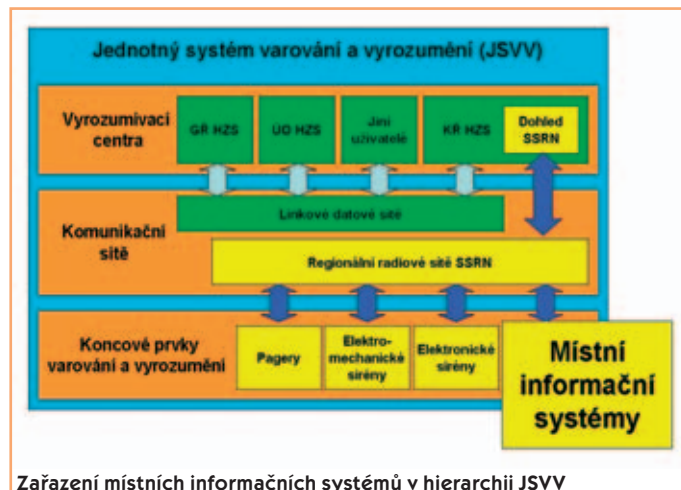 Jednotný systém varování a vyrozumění (JSVV)
Vyrozumívací
centra
GŘ HZS
ÚO HZS
Jiní
uživatelé
KŘ HZS
Dohled
SSRN
Komunikační
sítě
Linkové datové sítě
Regionální radiové sítě SSRN
Koncové prvky
varování a vyrozumění
Pagery
Elektro-
mechanické
sirény
Elektronické
sirény
Místní
informační
systémy
Zařazení místních informačních systémů v hierarchii JSVV